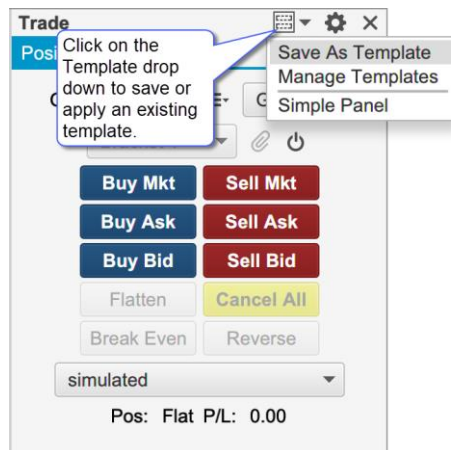 Trade
Click on the
Template drop
down to save or
apply an existing
template.
Save As Template
Manage Templates
Simple Panel
Buy Mkt Sell Mkt
Buy Ask Sell Ask
Buy Bid Sell Bid
Flatten Cancel All
Break Even Reverse
simulated
Pos: Flat P/L: 0.00